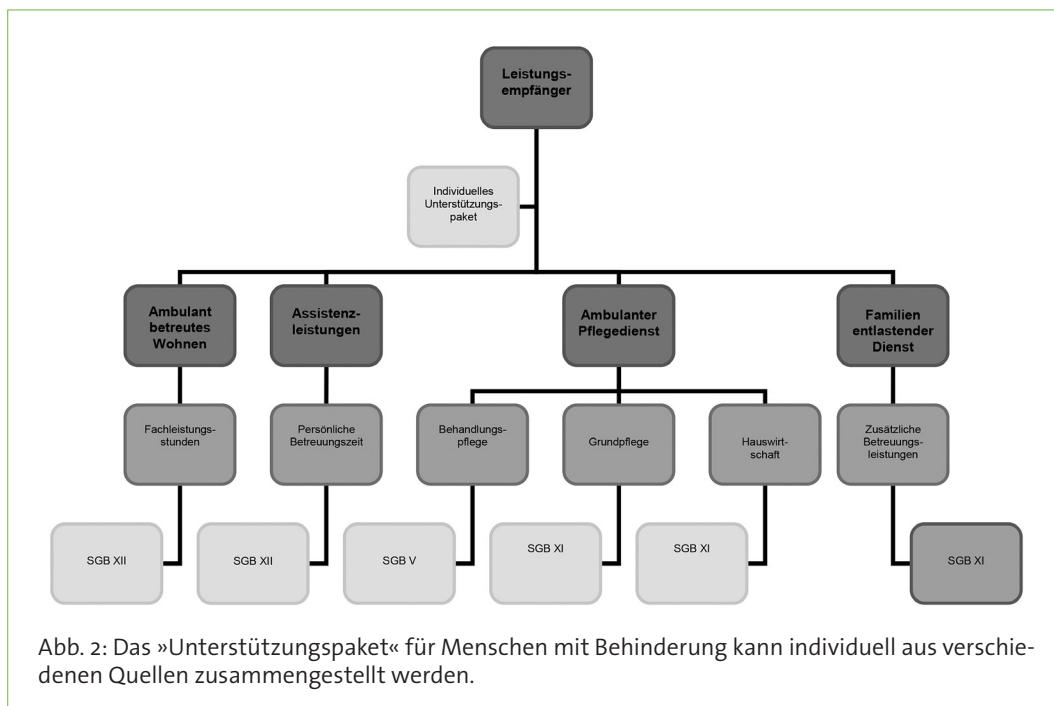 Leistungs-
empfänger
Individuelles
Unterstützungs-
paket
Ambulant
betreutes
Wohnen
Assistenz-
leistungen
Ambulanter
Pflegedienst
Familien
entlastender
Dienst
Fachleistungs-
stunden
Persönliche
Betreuungszeit
Behandlungs-
pflege
Grundpflege
Hauswirt-
schaft
Zusätzliche
Betreuungs-
leistungen
SGB XII
SGB XII
SGB V
SGB XI
SGB XI
SGB XI
Abb. 2: Das »Unterstützungspaket« für Menschen mit Behinderung kann individuell aus verschie-
denen Quellen zusammengestellt werden.